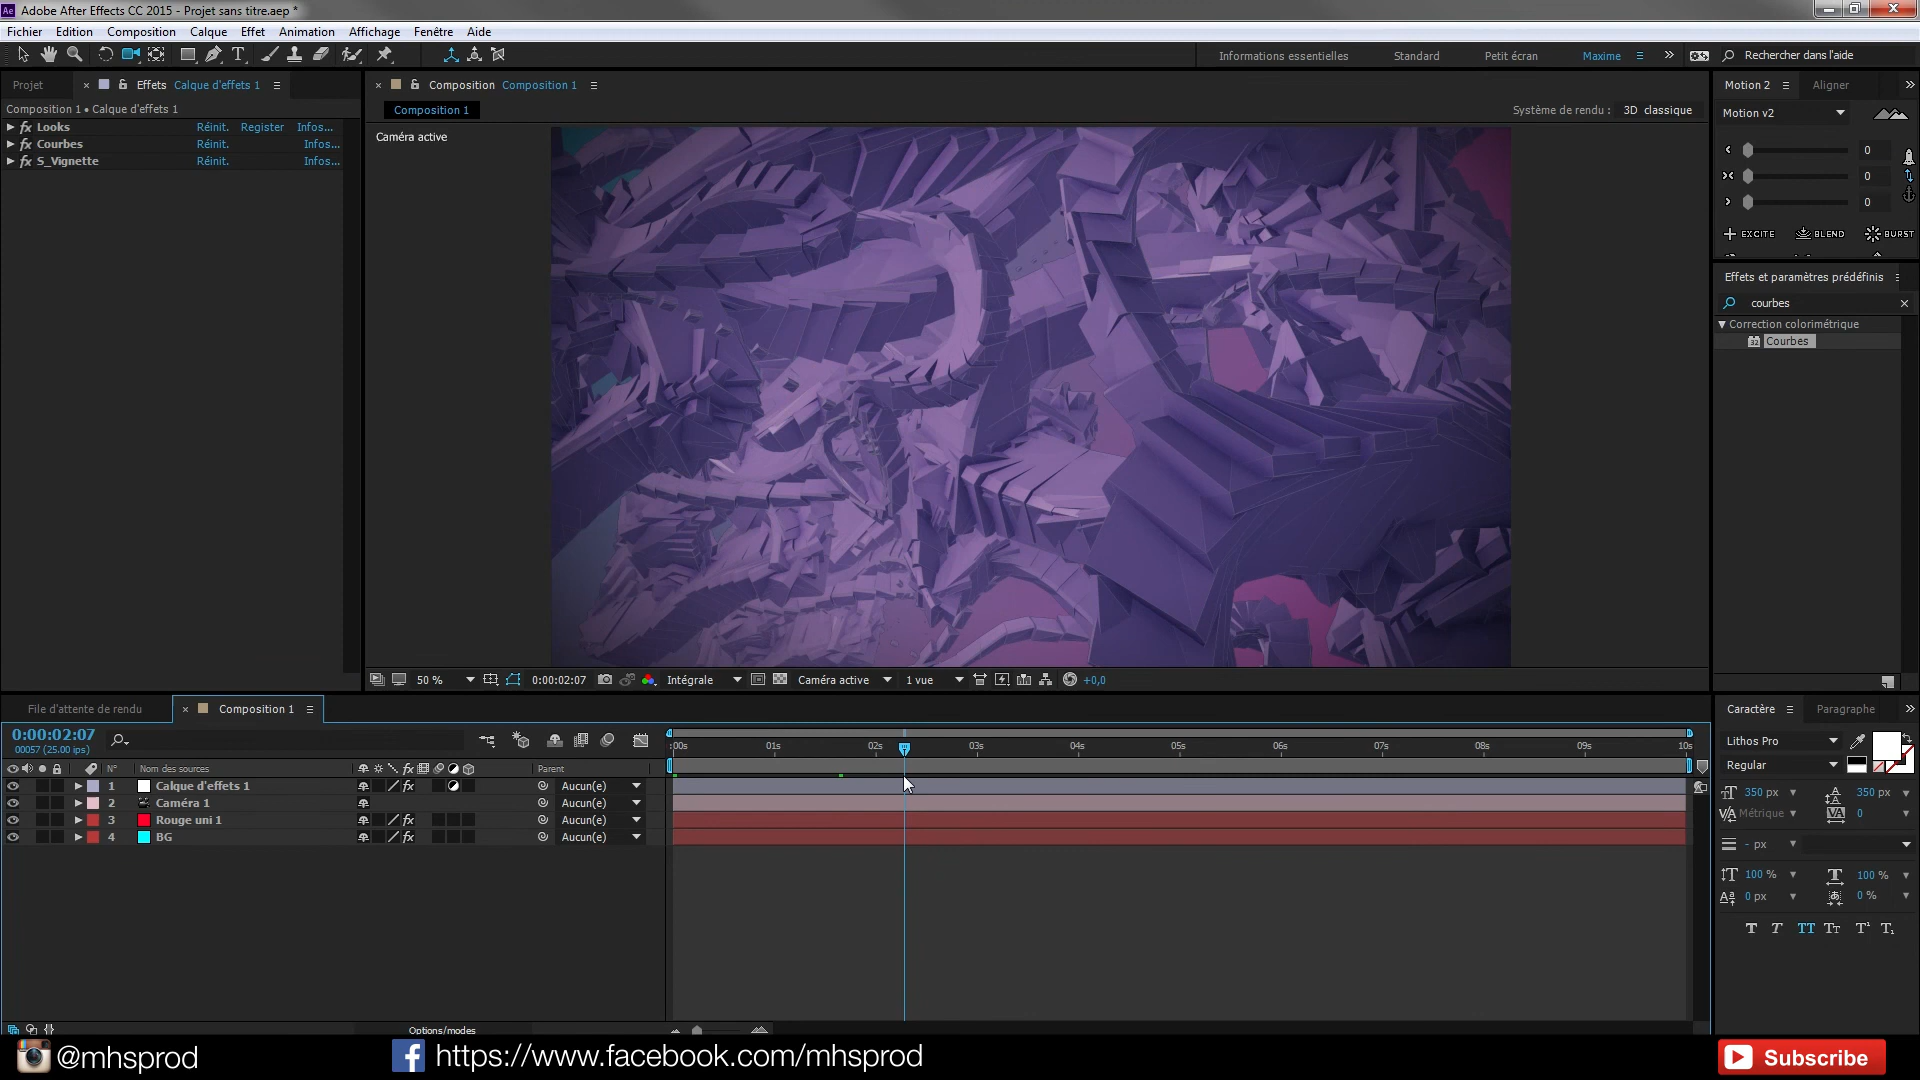 Adobe After Effects CC 2015 - Projet sans titre.aep *
Fichier Edition Composition Calque Effet Animation Affichage Fenêtre Aide
Informations essentielles Standard Petit écran Maxime Rechercher dans l'aide
Projet Effets Calque d'effets 1
Composition Composition 1
Motion 2 Aligner
Composition 1 • Calque d'effets 1
Composition 1
Système de rendu : 3D classique
Motion v2
Looks Réinit. Register Infos...
Courbes Réinit. Infos...
S_Vignette Réinit. Infos...
Caméra active
0
0
0
EXCITE BLEND BURST
Effets et paramètres prédéfinis
courbes
Correction colorimétrique
Courbes
50 % 0:00:02:07 Intégrale Caméra active 1 vue +0,0
File d'attente de rendu Composition 1
0:00:02:07
00057 (25.00 ips)
:00s 01s 02s 03s 04s 05s 06s 07s 08s 09s 10s
N° Nom des sources Parent
1 Calque d'effets 1 Aucun(e)
2 Caméra 1 Aucun(e)
3 Rouge uni 1 Aucun(e)
4 BG Aucun(e)
Options/modes
Caractère Paragraphe
Lithos Pro
Regular
350 px 350 px
Métrique 0
- px
100 % 100 %
0 px 0 %
@mhsprod https://www.facebook.com/mhsprod Subscribe